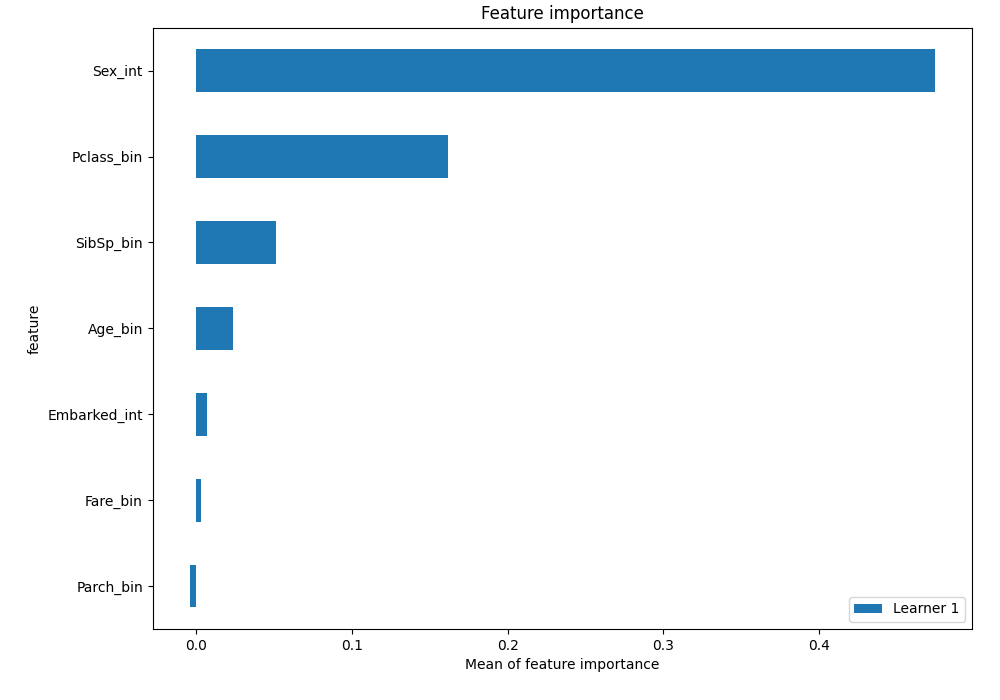 Feature importance
Sex_int
Pclass_bin
SibSp_bin
Age_bin
Embarked_int
Fare_bin
Parch_bin
feature
0.0 0.1 0.2 0.3 0.4
Mean of feature importance
Learner 1